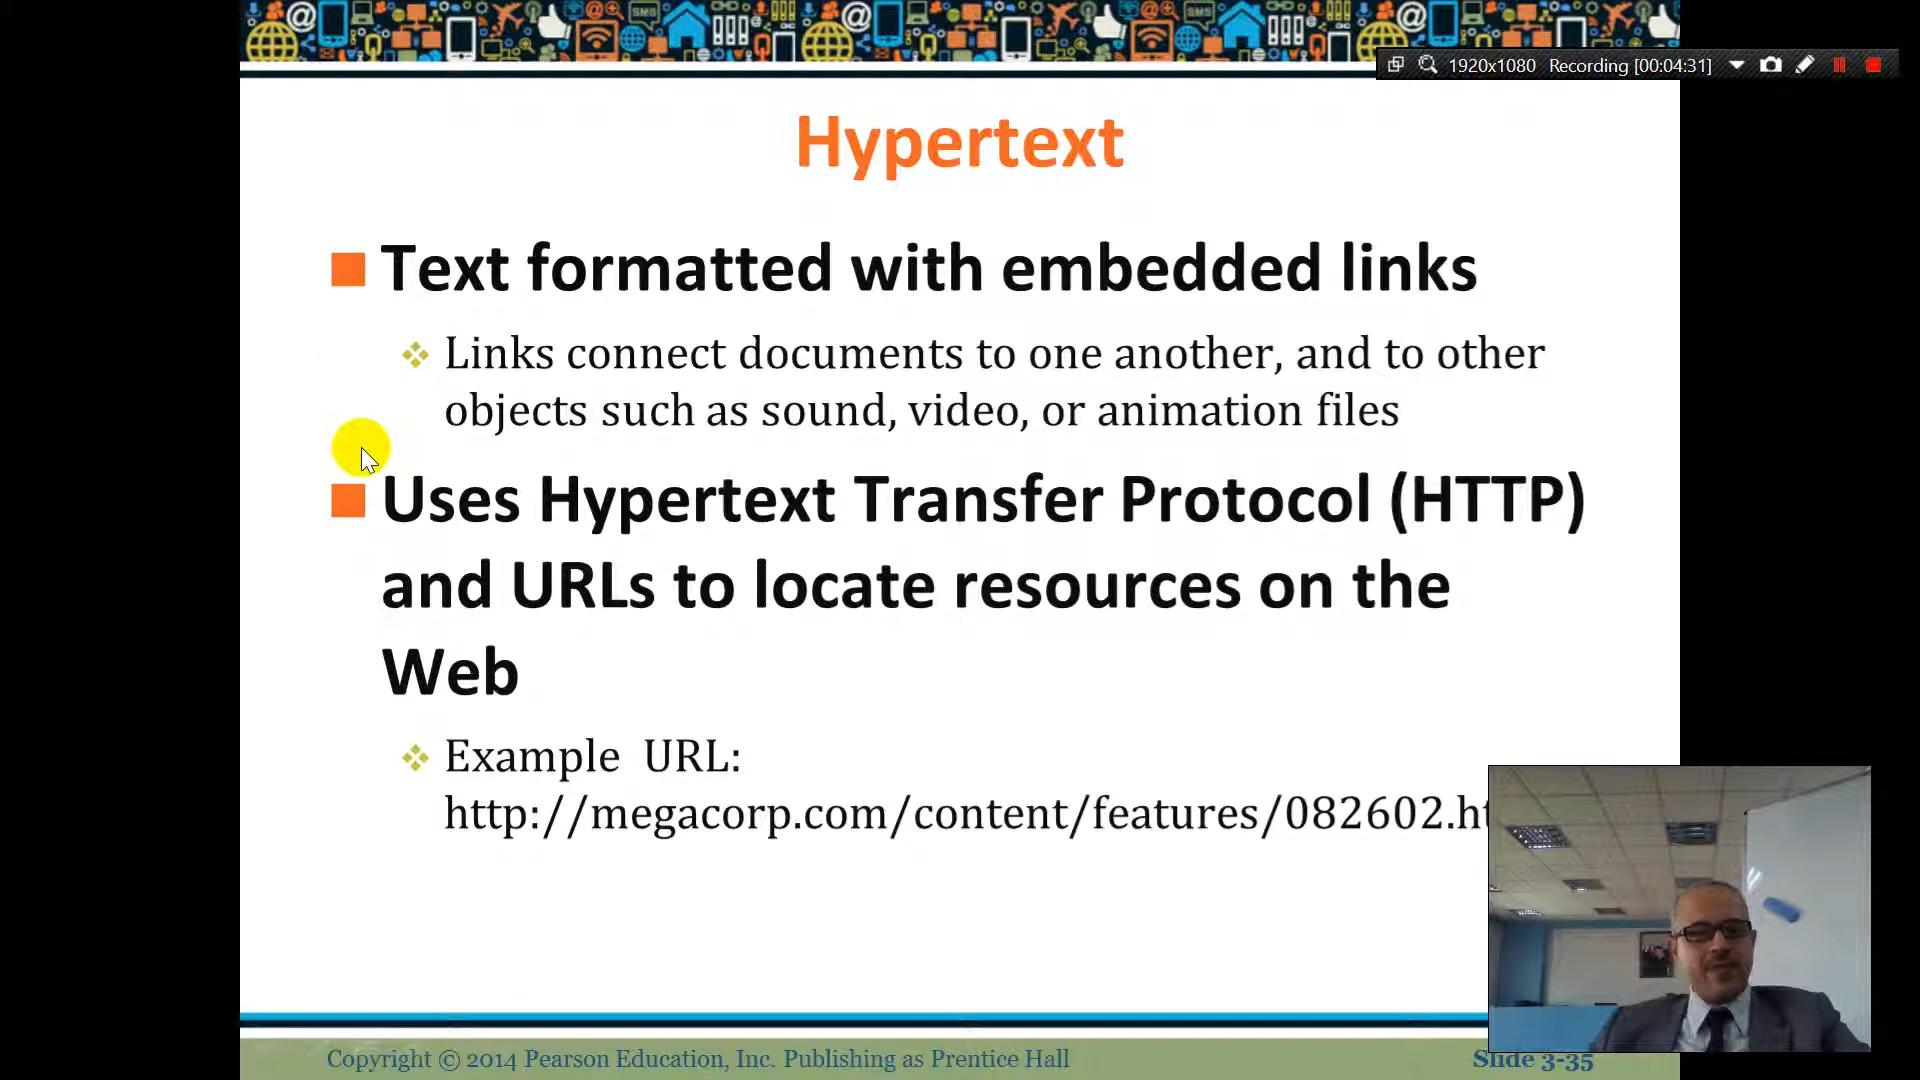 1920x1080 Recording [00:04:31]
Hypertext
Text formatted with embedded links
Links connect documents to one another, and to other
objects such as sound, video, or animation files
Uses Hypertext Transfer Protocol (HTTP)
and URLs to locate resources on the
Web
Example URL:
http://megacorp.com/content/features/082602.ht
Copyright © 2014 Pearson Education, Inc. Publishing as Prentice Hall
Slide 3-35